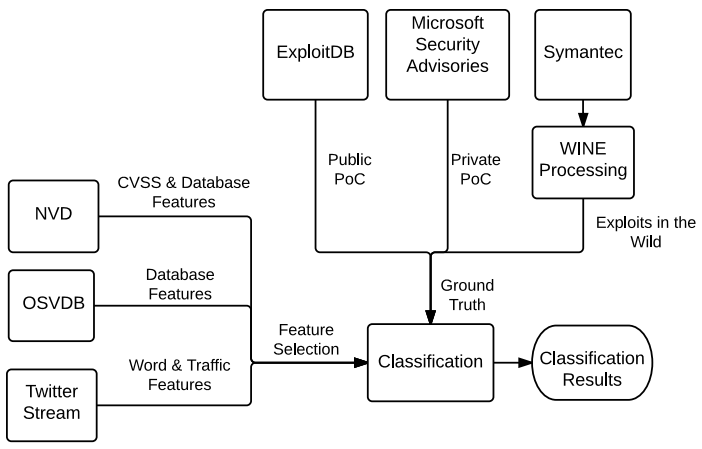 ExploitDB
Microsoft
Security
Advisories
Symantec
WINE
Processing
Public
PoC
Private
PoC
Exploits in the
Wild
CVSS & Database
Features
NVD
Database
Features
OSVDB
Ground
Truth
Feature
Selection
Word & Traffic
Features
Twitter
Stream
Classification
Classification
Results